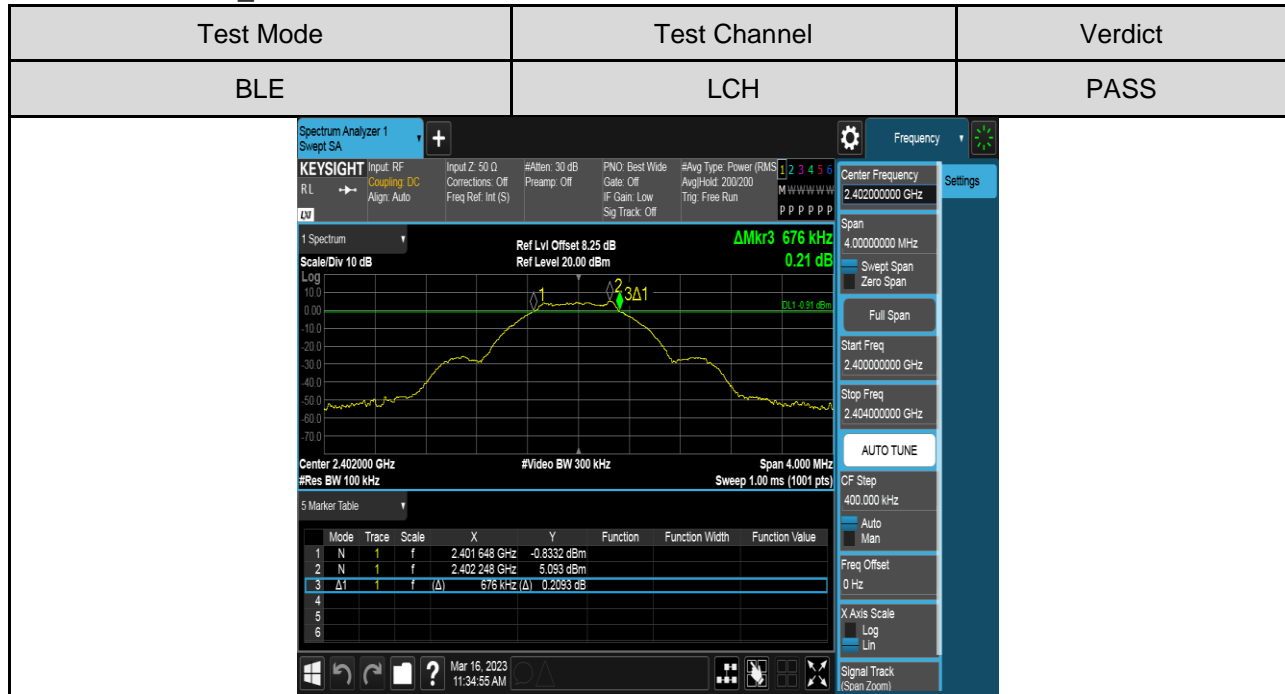 Test Mode Test Channel Verdict
BLE LCH PASS
Spectrum Analyzer 1
Swept SA
+
Frequency
KEYSIGHT
RL
LXI
Input: RF
Coupling: DC
Align: Auto
Input Z: 50 Ω
Corrections: Off
Freq Ref: Int (S)
#Atten: 30 dB
Preamp: Off
PNO: Best Wide
Gate: Off
IF Gain: Low
Sig Track: Off
#Avg Type: Power (RMS
Avg|Hold: 200/200
Trig: Free Run
1 2 3 4 5 6
M W W W W W
P P P P P P
1 Spectrum
Scale/Div 10 dB
Ref Lvl Offset 8.25 dB
Ref Level 20.00 dBm
ΔMkr3 676 kHz
0.21 dB
Log
10.0
0.00
-10.0
-20.0
-30.0
-40.0
-50.0
-60.0
-70.0
1
2
3Δ1
DL1 -0.91 dBm
Center 2.402000 GHz
#Res BW 100 kHz
#Video BW 300 kHz
Span 4.000 MHz
Sweep 1.00 ms (1001 pts)
5 Marker Table
Mode Trace Scale X Y Function Function Width Function Value
1 N 1 f 2.401 648 GHz -0.8332 dBm
2 N 1 f 2.402 248 GHz 5.093 dBm
3 Δ1 1 f (Δ) 676 kHz (Δ) 0.2093 dB
4
5
6
?
Mar 16, 2023
11:34:55 AM
Center Frequency
2.402000000 GHz
Settings
Span
4.00000000 MHz
Swept Span
Zero Span
Full Span
Start Freq
2.400000000 GHz
Stop Freq
2.404000000 GHz
AUTO TUNE
CF Step
400.000 kHz
Auto
Man
Freq Offset
0 Hz
X Axis Scale
Log
Lin
Signal Track
(Span Zoom)